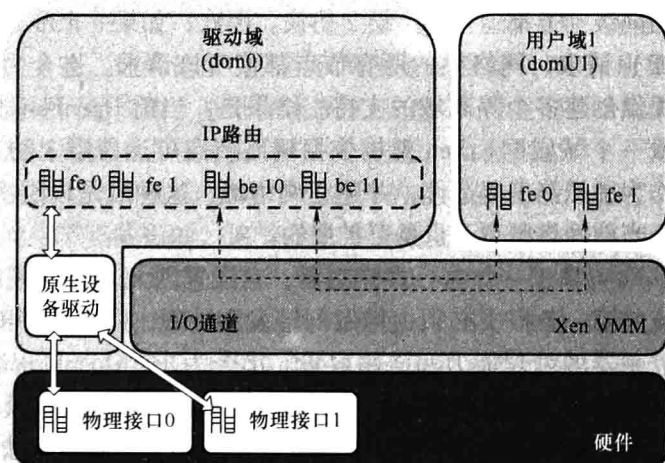 驱动域
(dom0)
用户域1
(domU1)
IP路由
fe 0
fe 1
be 10
be 11
fe 0
fe 1
原生设
备驱动
I/O通道
Xen VMM
物理接口0
物理接口1
硬件